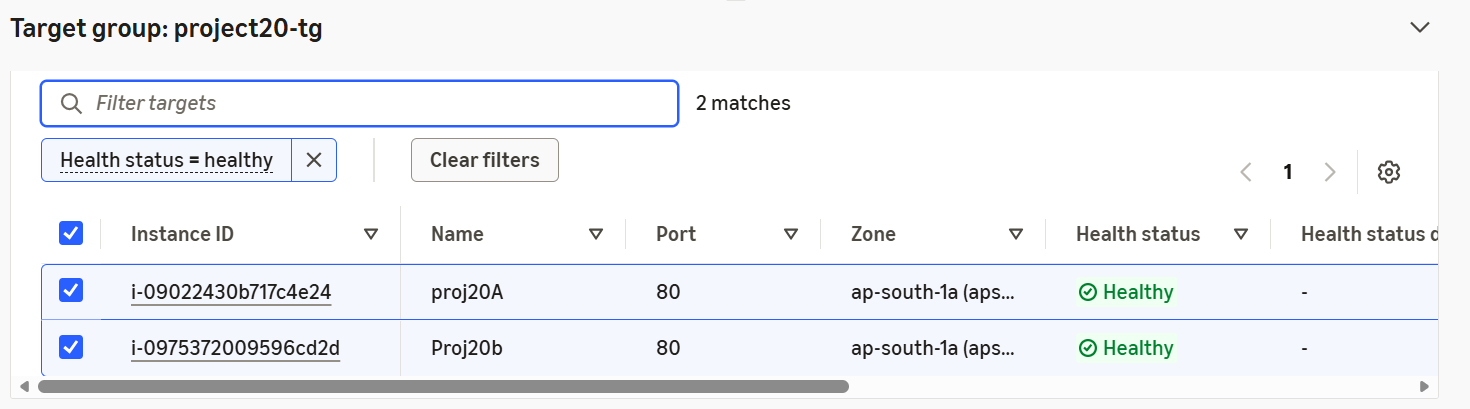 Target group: project20-tg
Filter targets
2 matches
Health status = healthy
Clear filters
1
Instance ID Name Port Zone Health status Health status d
i-09022430b717c4e24 proj20A 80 ap-south-1a (aps... Healthy -
i-0975372009596cd2d Proj20b 80 ap-south-1a (aps... Healthy -